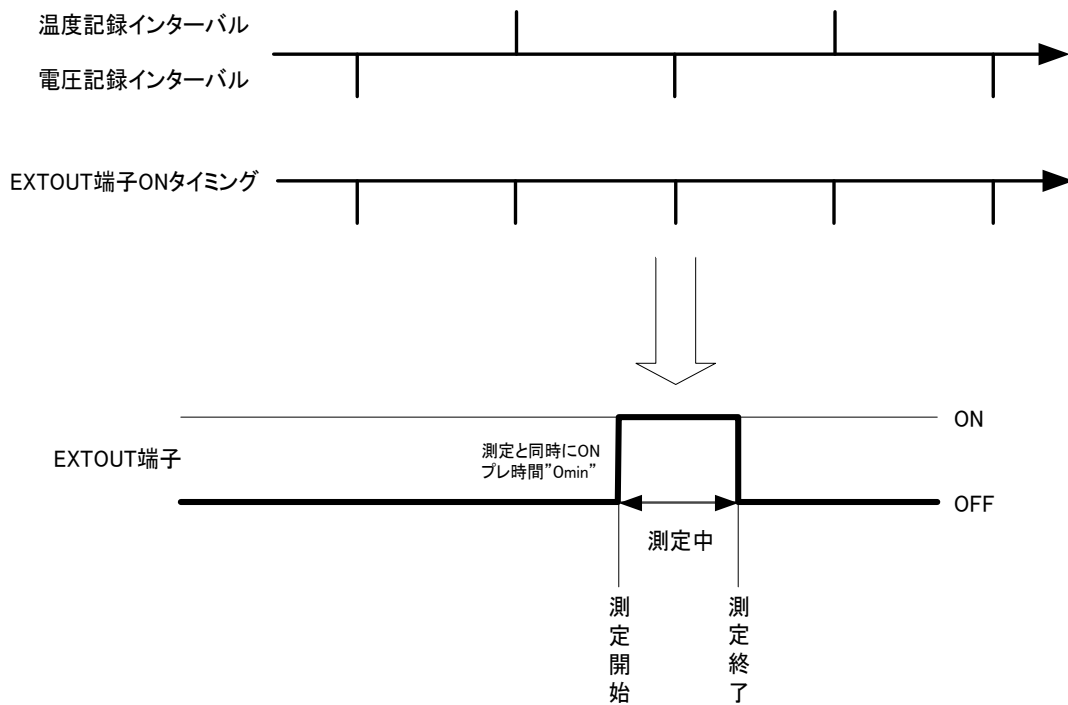 温度記録インターバル
電圧記録インターバル
EXTOUT端子ONタイミング
ON
測定と同時にON
プレ時間”0min”
EXTOUT端子
OFF
測定中
測定開始
測定終了